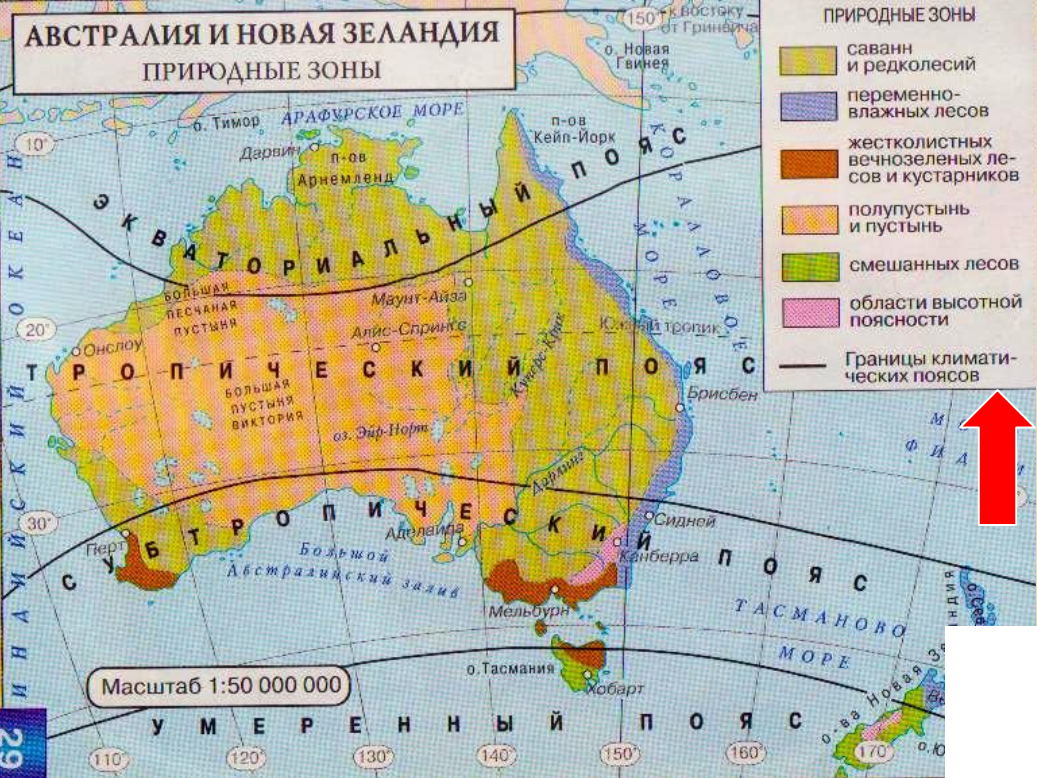 АВСТРАЛИЯ И НОВАЯ ЗЕЛАНДИЯ
ПРИРОДНЫЕ ЗОНЫ
150°
к востоку
от Гринвича
о. Новая
Гвинея
ПРИРОДНЫЕ ЗОНЫ
саванн
и редколесий
переменно-
влажных лесов
жестколистных
вечнозеленых ле-
сов и кустарников
полупустынь
и пустынь
смешанных лесов
области высотной
поясности
Границы климати-
ческих поясов
о. Тимор
АРАФУРСКОЕ МОРЕ
п-ов
Кейп-Йорк
10°
Дарвин
п-ов
Арнемленд
ЭКВАТОРИАЛЬНЫЙ ПОЯС
КОРАЛЛОВОЕ
МОРЕ
БОЛЬШАЯ
ПЕСЧАНАЯ
ПУСТЫНЯ
Маунт-Айза
20°
Алис-Спрингс
Южный тропик
Онслоу
Куперс-Крик
ТРОПИЧЕСКИЙ ПОЯС
БОЛЬШАЯ
ПУСТЫНЯ
ВИКТОРИЯ
Брисбен
оз. Эйр-Норт
Дарлинг
30°
СУБТРОПИЧЕСКИЙ ПОЯС
Перт
Аделаида
Сидней
Канберра
Большой
Австралийский залив
Мельбурн
ТАСМАНОВО
МОРЕ
о.Тасмания
Хобарт
Масштаб 1:50 000 000
УМЕРЕННЫЙ ПОЯС
29
110°
120°
130°
140°
150°
160°
170°